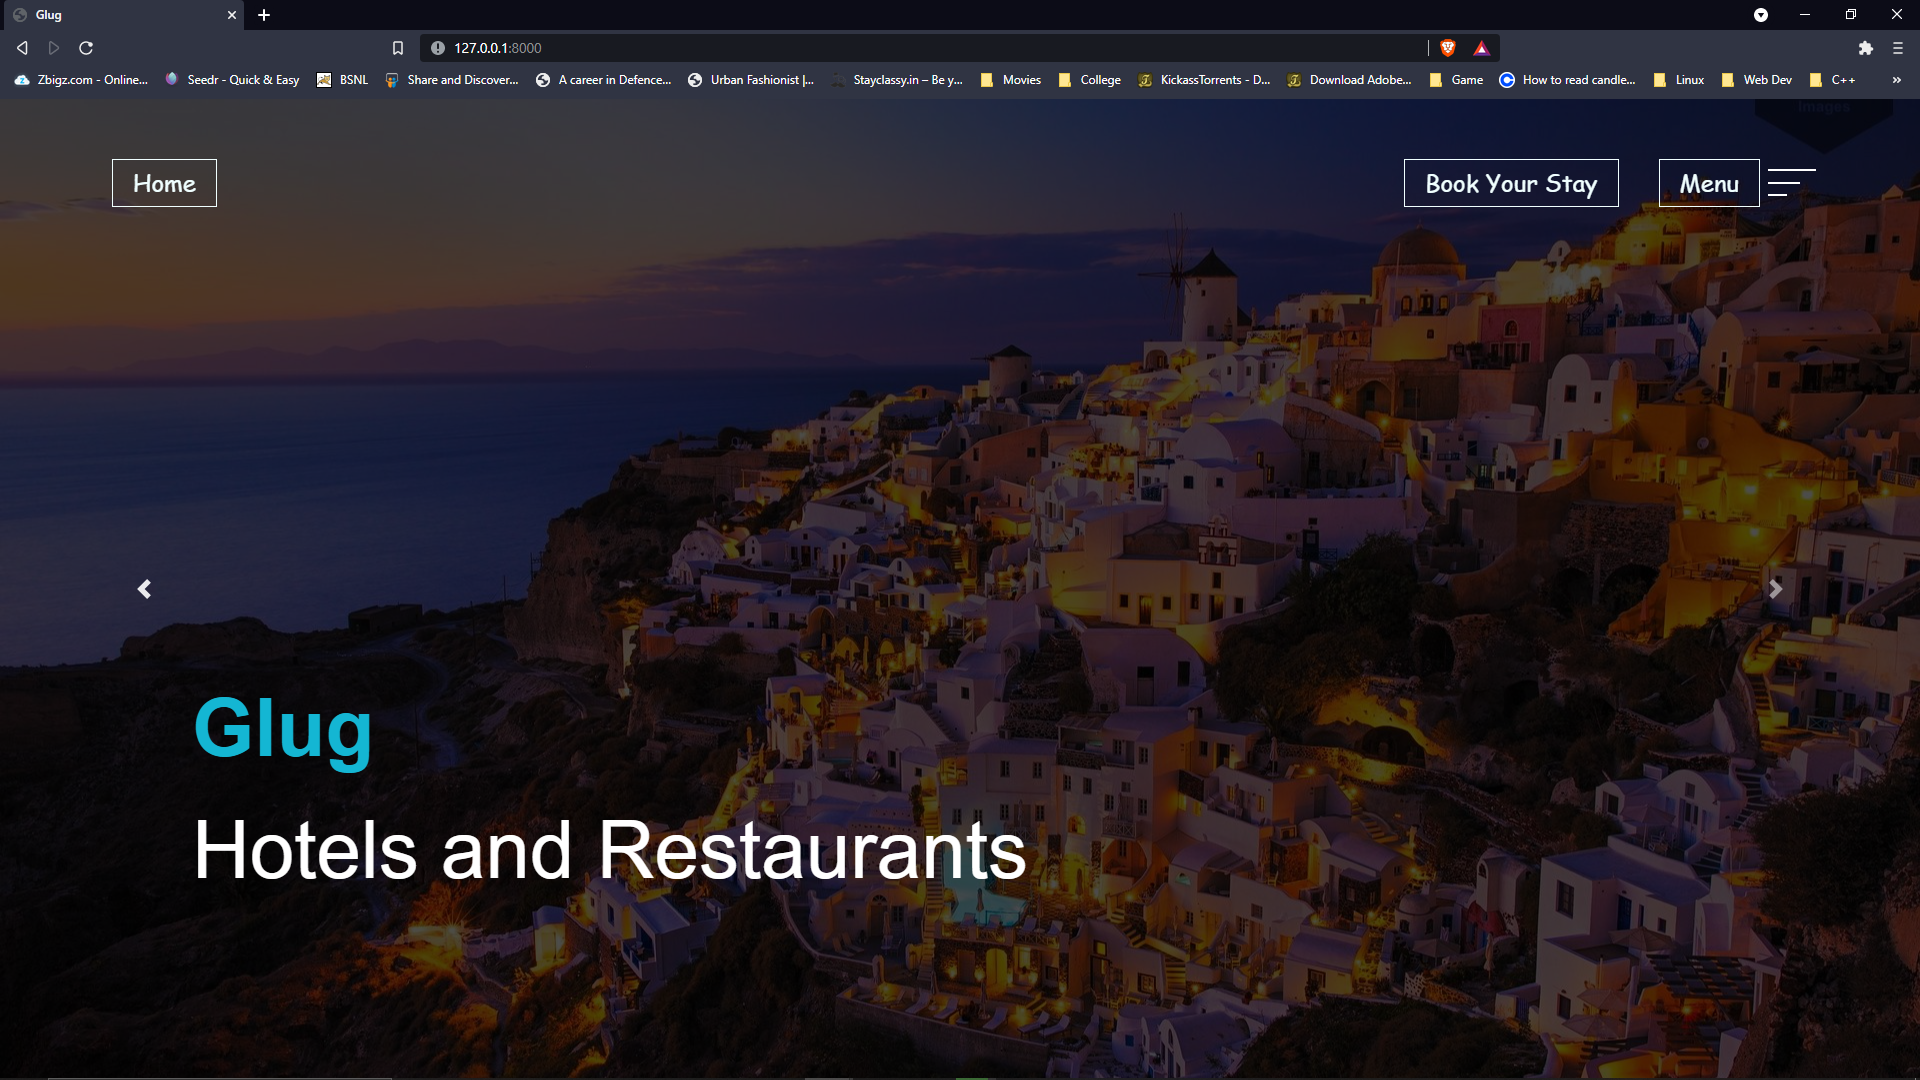 Glug
127.0.0.1:8000
Zbigz.com - Online...
Seedr - Quick & Easy
BSNL
Share and Discover...
A career in Defence...
Urban Fashionist |...
Stayclassy.in – Be y...
Movies
College
KickassTorrents - D...
Download Adobe...
Game
How to read candle...
Linux
Web Dev
C++
»
Images
Home
Book Your Stay
Menu
Glug
Hotels and Restaurants